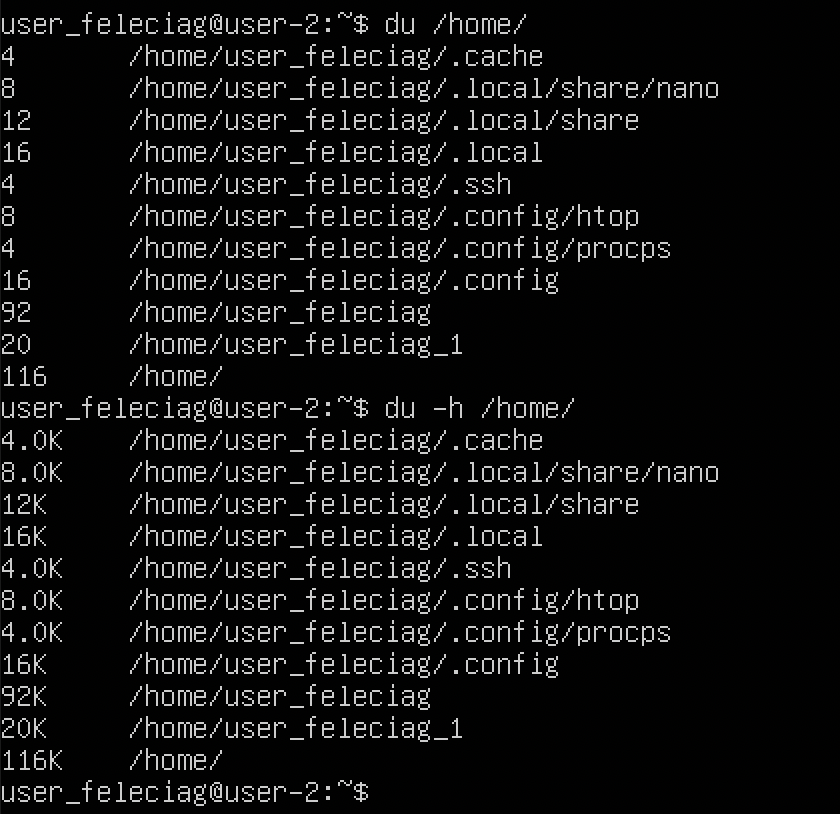 user_feleciag@user-2:~$ du /home/
4 /home/user_feleciag/.cache
8 /home/user_feleciag/.local/share/nano
12 /home/user_feleciag/.local/share
16 /home/user_feleciag/.local
4 /home/user_feleciag/.ssh
8 /home/user_feleciag/.config/htop
4 /home/user_feleciag/.config/procps
16 /home/user_feleciag/.config
92 /home/user_feleciag
20 /home/user_feleciag_1
116 /home/
user_feleciag@user-2:~$ du -h /home/
4.0K /home/user_feleciag/.cache
8.0K /home/user_feleciag/.local/share/nano
12K /home/user_feleciag/.local/share
16K /home/user_feleciag/.local
4.0K /home/user_feleciag/.ssh
8.0K /home/user_feleciag/.config/htop
4.0K /home/user_feleciag/.config/procps
16K /home/user_feleciag/.config
92K /home/user_feleciag
20K /home/user_feleciag_1
116K /home/
user_feleciag@user-2:~$